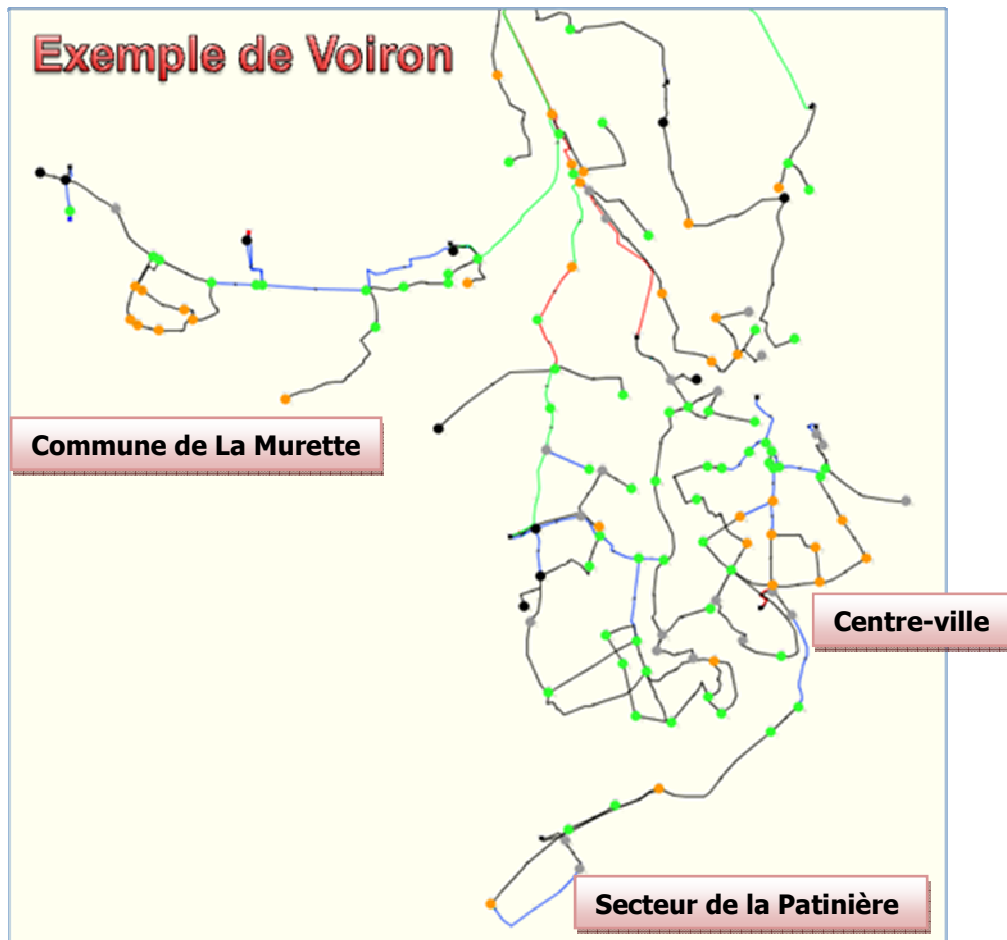 Exemple de Voiron
Commune de La Murette
Centre-ville
Secteur de la Patinière